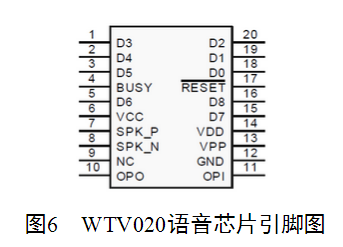 1 D3 D2 20
2 D4 D1 19
3 D5 D0 18
4 BUSY RESET 17
5 D6 D8 16
6 VCC D7 15
7 SPK_P VDD 14
8 SPK_N VPP 13
9 NC GND 12
10 OPO OPI 11
图6 WTV020语音芯片引脚图